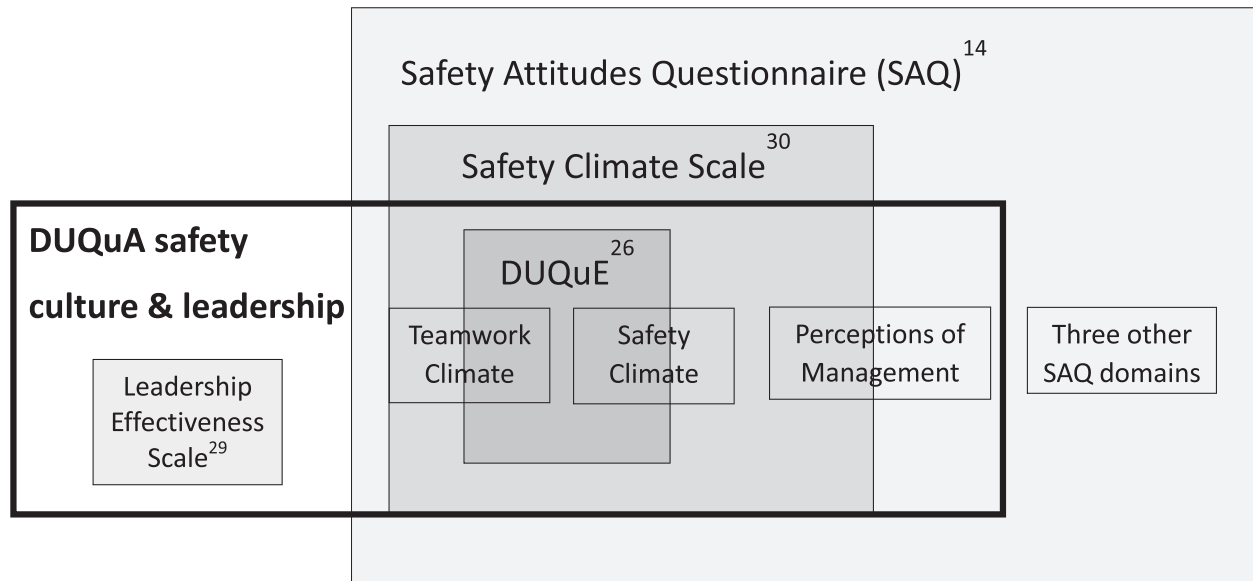 Safety Attitudes Questionnaire (SAQ)14
Safety Climate Scale30
DUQuA safety
culture & leadership
DUQuE26
Teamwork
Climate
Safety
Climate
Perceptions of
Management
Three other
SAQ domains
Leadership
Effectiveness
Scale29